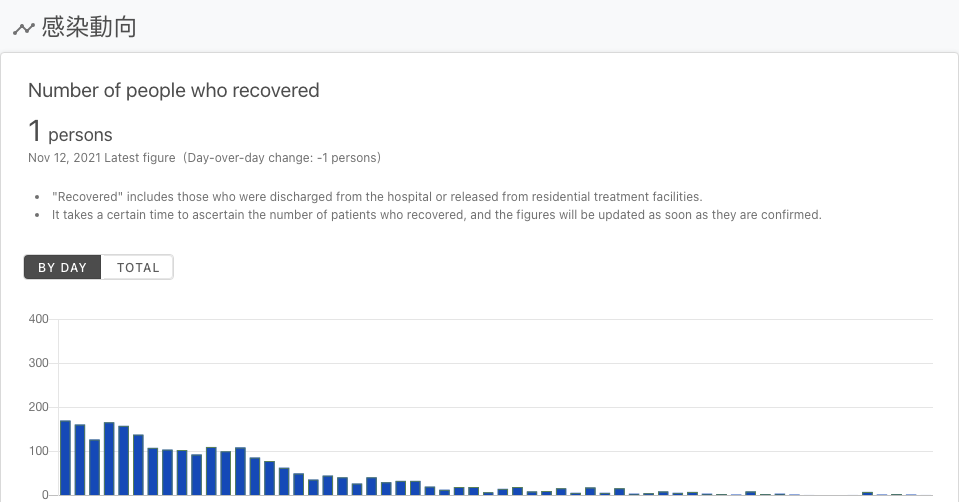 感染動向
Number of people who recovered
1 persons
Nov 12, 2021 Latest figure (Day-over-day change: -1 persons)
• "Recovered" includes those who were discharged from the hospital or released from residential treatment facilities.
• It takes a certain time to ascertain the number of patients who recovered, and the figures will be updated as soon as they are confirmed.
BY DAY TOTAL
400
300
200
100
0